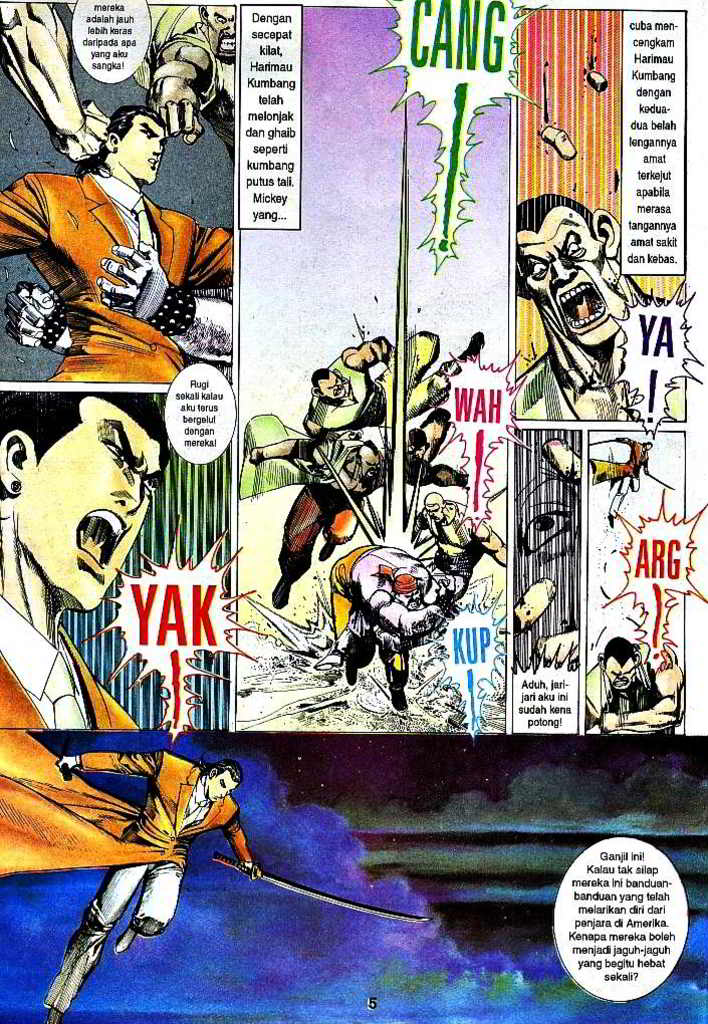 mereka
adalah jauh
lebih keras
daripada apa
yang aku
sangka!
Dengan
secepat
kilat,
Harimau
Kumbang
telah
melonjak
dan ghaib
seperti
kumbang
putus tali.
Mickey
yang...
CANG
!
cuba men-
cengkam
Harimau
Kumbang
dengan
kedua-
dua belah
lengannya
amat
terkejut
apabila
merasa
tangannya
amat sakit
dan kebas.
YA
!
Rugi
sekali kalau
aku terus
bergelut
dengan
mereka!
YAK
!
WAH
!
KUP
!
Aduh, jari-
jari aku ini
sudah kena
potong!
ARG
!
Ganjil ini!
Kalau tak silap
mereka ini banduan-
banduan yang telah
melarikan diri dari
penjara di Amerika.
Kenapa mereka boleh
menjadi jaguh-jaguh
yang begitu hebat
sekali?
5